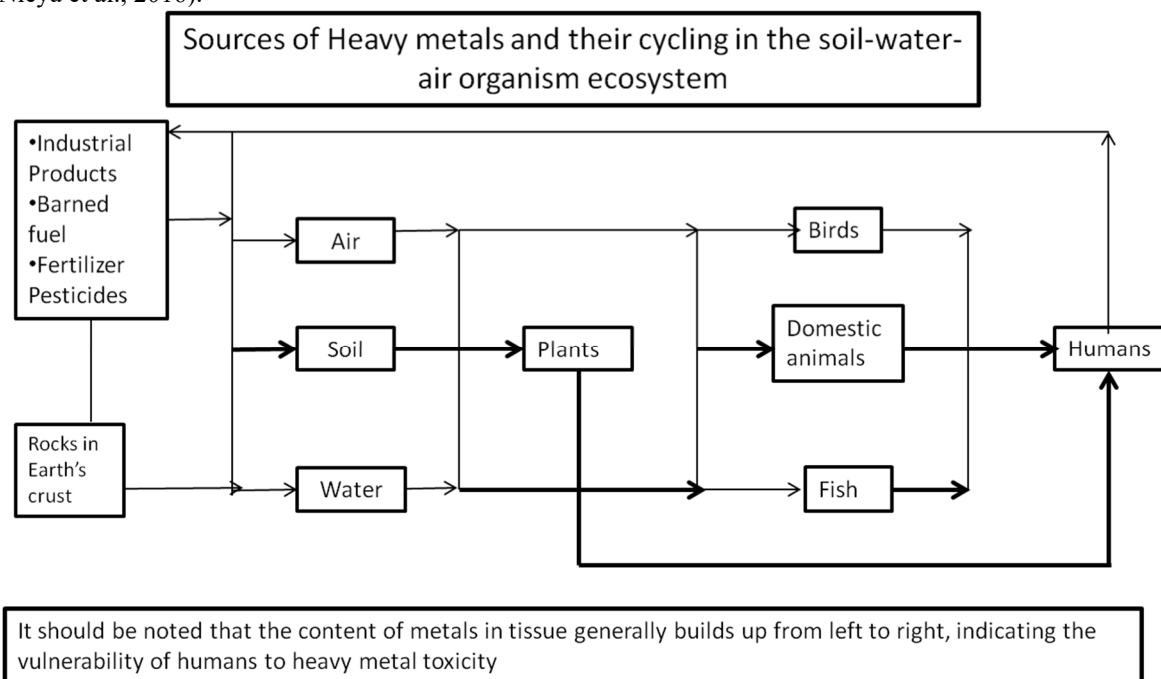 Sources of Heavy metals and their cycling in the soil-water-
air organism ecosystem
•Industrial
Products
•Barned
fuel
•Fertilizer
Pesticides
Air
Birds
Soil
Plants
Domestic
animals
Humans
Rocks in
Earth's
crust
Water
Fish
It should be noted that the content of metals in tissue generally builds up from left to right, indicating the
vulnerability of humans to heavy metal toxicity